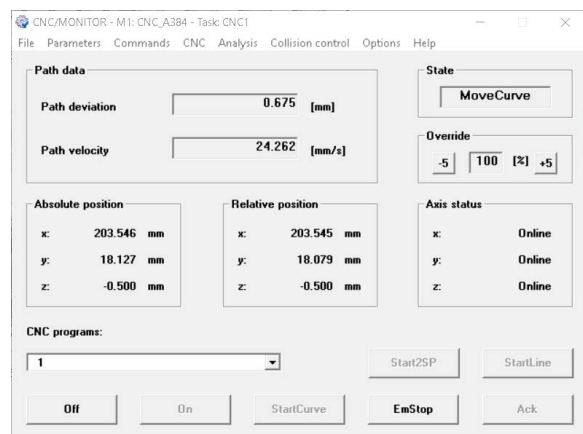 CNC/MONITOR - M1: CNC_A384 - Task: CNC1
File Parameters Commands CNC Analysis Collision control Options Help
Path data
Path deviation 0.675 [mm]
Path velocity 24.262 [mm/s]
State
MoveCurve
Override
-5 100 [%] +5
Absolute position
x: 203.546 mm
y: 18.127 mm
z: -0.500 mm
Relative position
x: 203.545 mm
y: 18.079 mm
z: -0.500 mm
Axis status
x: Online
y: Online
z: Online
CNC programs:
1
Start2SP StartLine
Off On StartCurve EmStop Ack